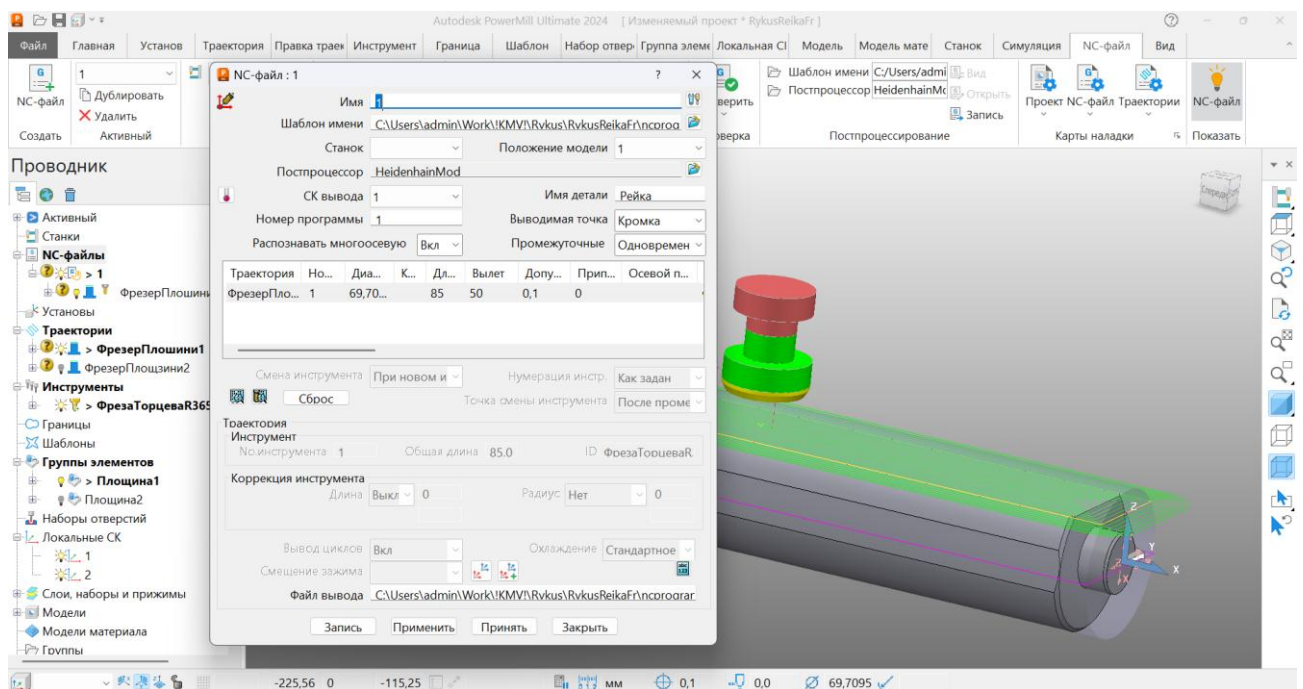 Autodesk PowerMill Ultimate 2024 [ Изменяемый проект * RykusReikaFr ]
Файл Главная Установ Траектория Правка траек Инструмент Граница Шаблон Набор отвер Группа элеме Локальная СІ Модель Модель мате Станок Симуляция NC-файл Вид
NC-файл
Создать
1
Дублировать
Удалить
Активный
верить
оверка
Шаблон имени C:/Users/admi Вид
Постпроцессор HeidenhainMc Открыть
Запись
Постпроцессирование
Проект NC-файл Траектории
Карты наладки
NC-файл
Показать
Проводник
Активный
Станки
NC-файлы
> 1
ФрезерПлошини
Установы
Траектории
> ФрезерПлошини1
ФрезерПлощзини2
Инструменты
> ФрезаТорцеваR365
Границы
Шаблоны
Группы элементов
> Площина1
Площина2
Наборы отверстий
Локальные СК
1
2
Слои, наборы и прижимы
Модели
Модели материала
Группы
NC-файл : 1
Имя 1
Шаблон имени C:\Users\admin\Work\!KMV!\Rykus\RykusReikaFr\ncprog
Станок Положение модели 1
Постпроцессор HeidenhainMod
СК вывода 1 Имя детали Рейка
Номер программы 1 Выводимая точка Кромка
Распознавать многоосевую Вкл Промежуточные Одновремен
Траектория Но... Диа... К... Дл... Вылет Допу... Прип... Осевой п...
ФрезерПло... 1 69,70... 85 50 0,1 0
Смена инструмента При новом и Нумерация инстр. Как задан
Сброс Точка смены инструмента После проме
Траектория
Инструмент
No.инструмента 1 Общая длина 85.0 ID ФрезаТорцеваR
Коррекция инструмента
Длина Выкл 0 Радиус Нет 0
Вывод циклов Вкл Охлаждение Стандартное
Смещение зажима
Файл вывода C:\Users\admin\Work\!KMV!\Rykus\RykusReikaFr\ncprograr
Запись Применить Принять Закрыть
Спереди
Z
Y
X
X
-225,56 0 -115,25 мм 0,1 0,0 69,7095